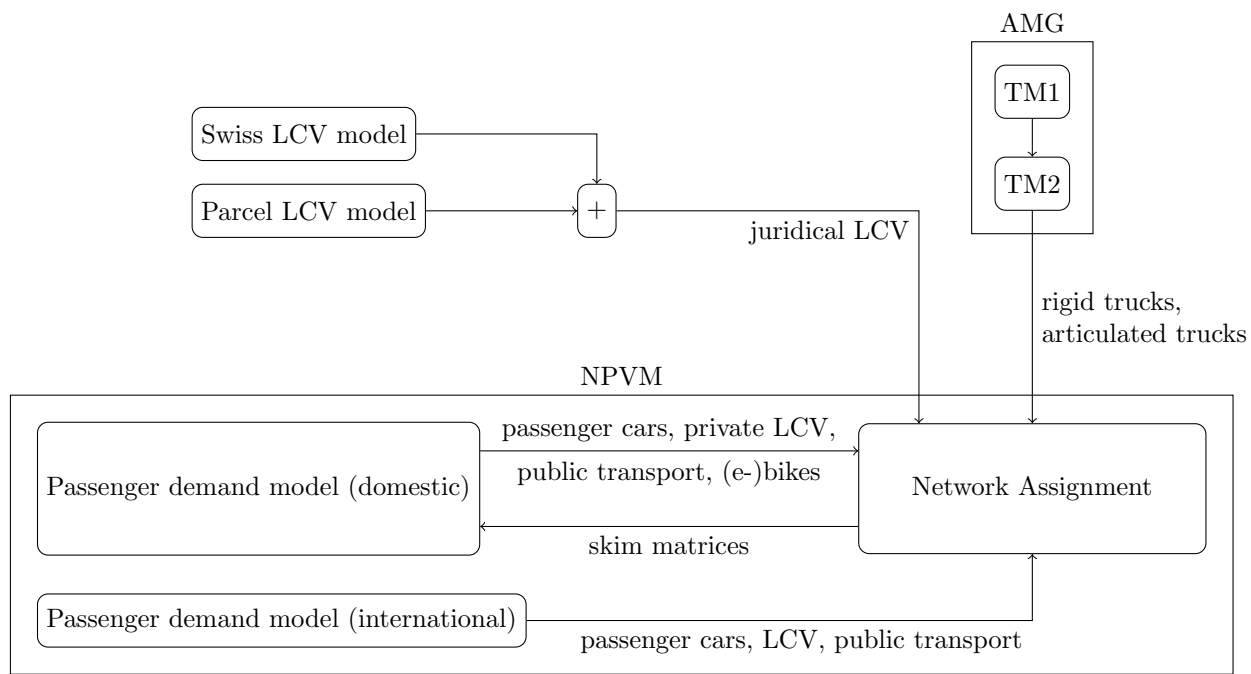 AMG
TM1
Swiss LCV model
TM2
Parcel LCV model
+
juridical LCV
rigid trucks,
articulated trucks
NPVM
passenger cars, private LCV,
Passenger demand model (domestic)
public transport, (e-)bikes
Network Assignment
skim matrices
Passenger demand model (international)
passenger cars, LCV, public transport